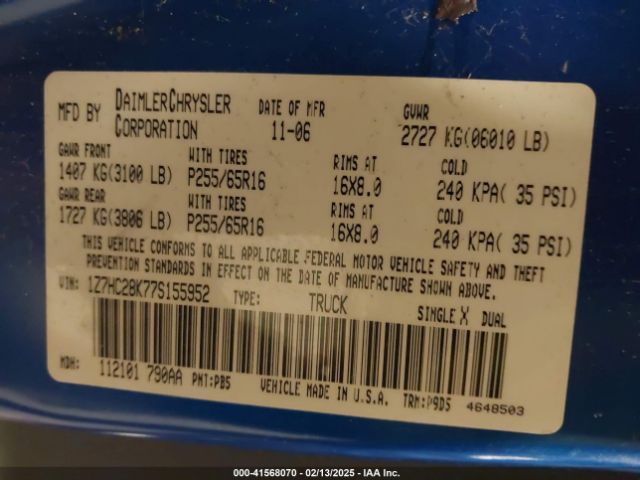 MFD BY DAIMLERCHRYSLER CORPORATION DATE OF MFR 11-06 GVWR 2727 KG(06010 LB)
GAWR FRONT WITH TIRES RIMS AT COLD
1407 KG(3100 LB) P255/65R16 16X8.0 240 KPA( 35 PSI)
GAWR REAR WITH TIRES RIMS AT COLD
1727 KG(3806 LB) P255/65R16 16X8.0 240 KPA( 35 PSI)
THIS VEHICLE CONFORMS TO ALL APPLICABLE FEDERAL MOTOR VEHICLE SAFETY AND THEFT
PREVENTION STANDARDS IN EFFECT ON THE DATE OF MANUFACTURE SHOWN ABOVE.
VIN: 1Z7HC28K77S155952 TYPE: TRUCK SINGLE X DUAL
MDH: 112101 790AA PNT:PB5 VEHICLE MADE IN U.S.A. TRM:P9D5
4648503
000-41568070 - 02/13/2025 - IAA Inc.